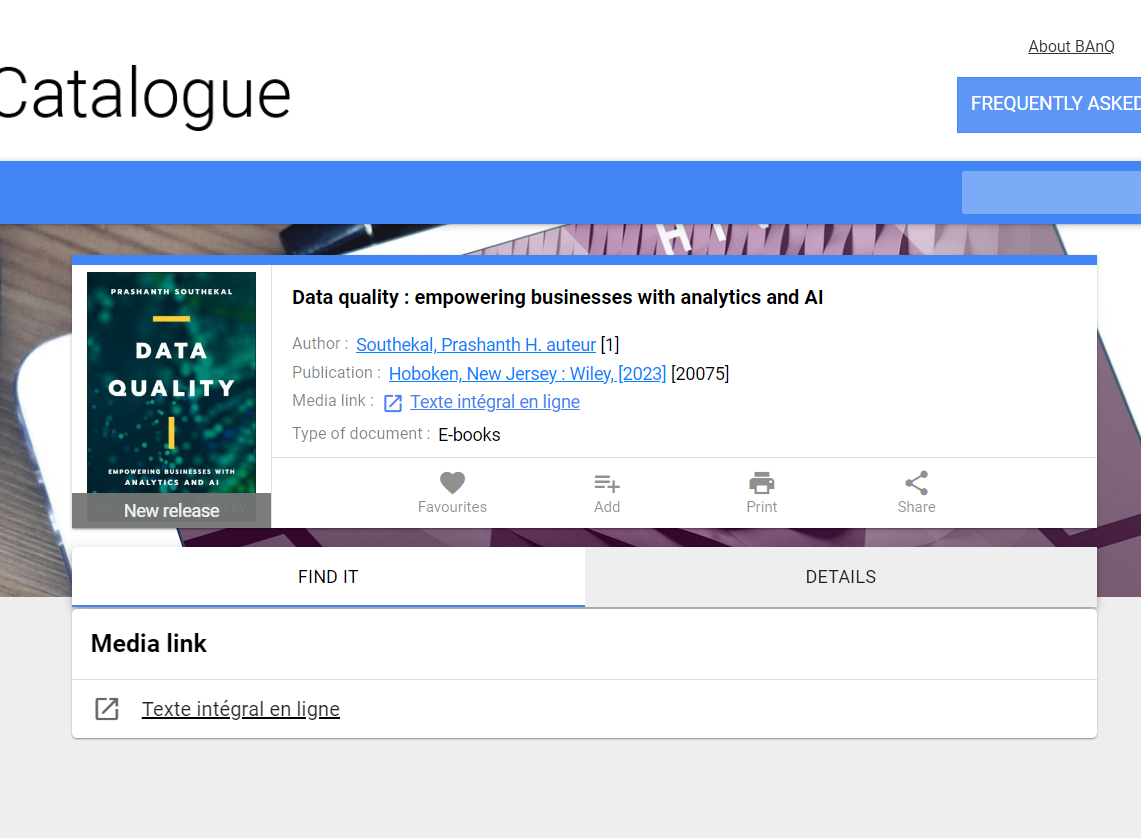 About BAnQ
Catalogue
FREQUENTLY ASKED
PRASHANTH SOUTHEKAL
DATA
QUALITY
EMPOWERING BUSINESSES WITH
ANALYTICS AND AI
New release
Data quality : empowering businesses with analytics and AI
Author : Southekal, Prashanth H. auteur [1]
Publication : Hoboken, New Jersey : Wiley, [2023] [20075]
Media link : Texte intégral en ligne
Type of document : E-books
Favourites Add Print Share
FIND IT DETAILS
Media link
Texte intégral en ligne